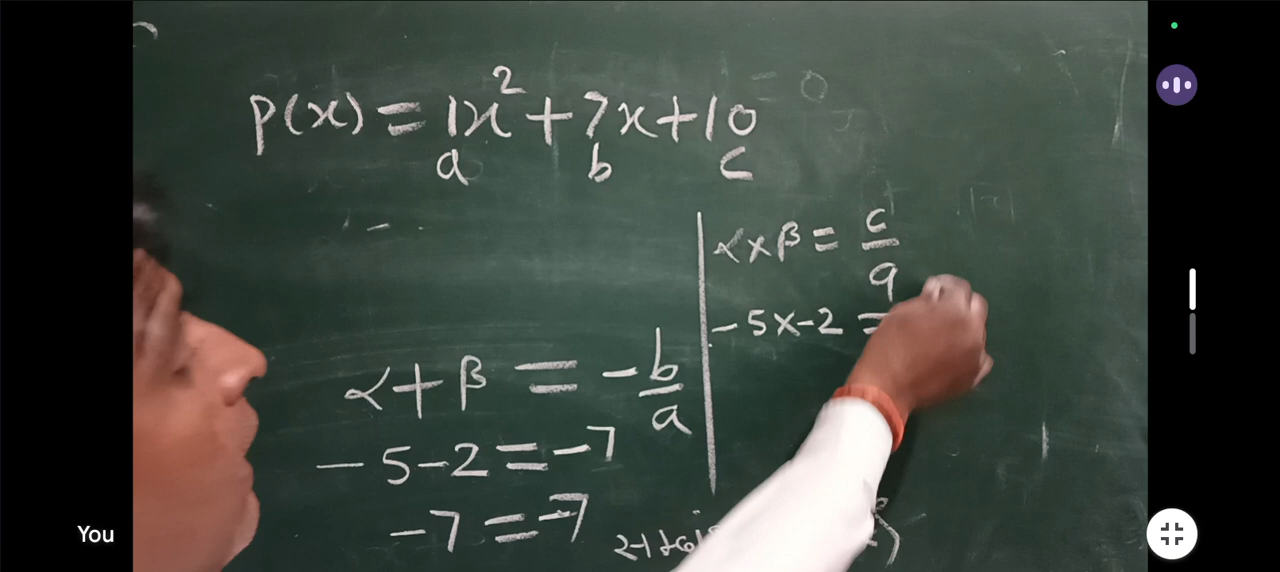 p(x) = 1x² + 7x + 10
a b c
α + β = - b/a
- 5 - 2 = - 7
- 7 = - 7
α × β = c/a
- 5 x - 2 =
You